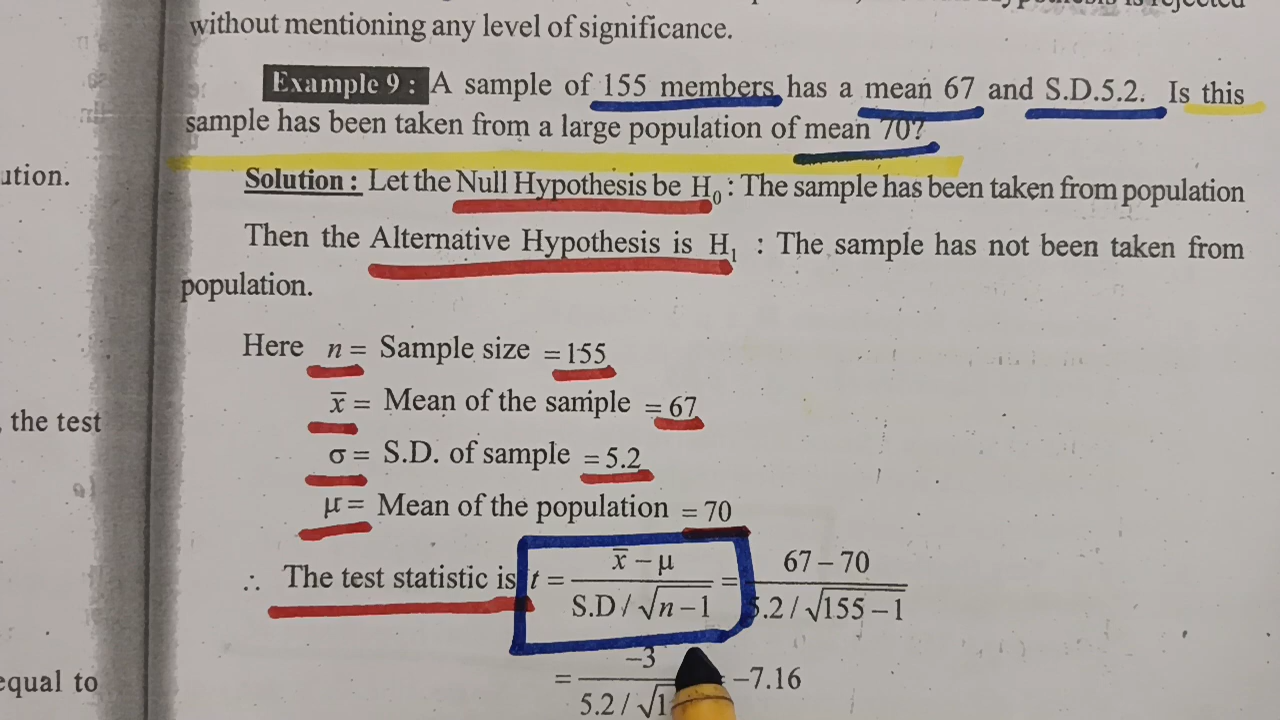 without mentioning any level of significance.
Example 9 : A sample of 155 members has a mean 67 and S.D.5.2. Is this
sample has been taken from a large population of mean 70?
ution.
Solution : Let the Null Hypothesis be H₀ : The sample has been taken from population
Then the Alternative Hypothesis is H₁ : The sample has not been taken from
population.
Here n = Sample size = 155
x̄ = Mean of the sample = 67
, the test
σ = S.D. of sample = 5.2
μ = Mean of the population = 70
∴ The test statistic is t = x̄ − μ / S.D / √n − 1 = 67 − 70 / 5.2 / √155 − 1
= −3 / 5.2 / √1 = −7.16
equal to